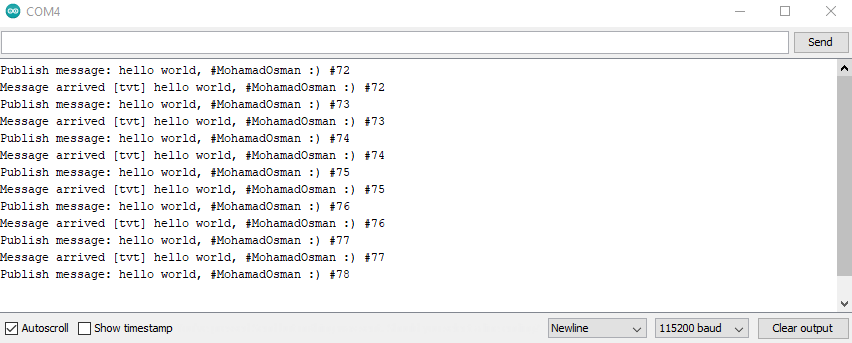 COM4
Send
Publish message: hello world, #MohamadOsman :) #72
Message arrived [tvt] hello world, #MohamadOsman :) #72
Publish message: hello world, #MohamadOsman :) #73
Message arrived [tvt] hello world, #MohamadOsman :) #73
Publish message: hello world, #MohamadOsman :) #74
Message arrived [tvt] hello world, #MohamadOsman :) #74
Publish message: hello world, #MohamadOsman :) #75
Message arrived [tvt] hello world, #MohamadOsman :) #75
Publish message: hello world, #MohamadOsman :) #76
Message arrived [tvt] hello world, #MohamadOsman :) #76
Publish message: hello world, #MohamadOsman :) #77
Message arrived [tvt] hello world, #MohamadOsman :) #77
Publish message: hello world, #MohamadOsman :) #78
Autoscroll Show timestamp Newline 115200 baud Clear output